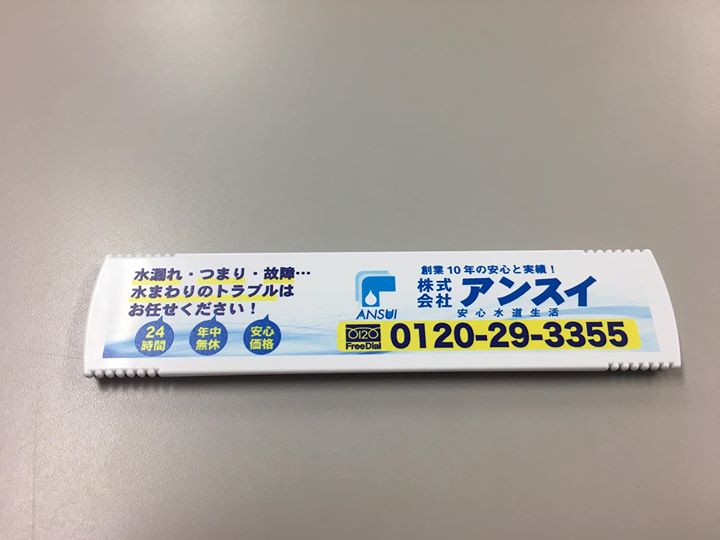 水漏れ・つまり・故障…
水まわりのトラブルは
お任せください！
24
時間
年中
無休
安心
価格
ANSUI
創業10年の安心と実績！
株式
会社
アンスイ
安心水道生活
0120
FreeDial
0120-29-3355